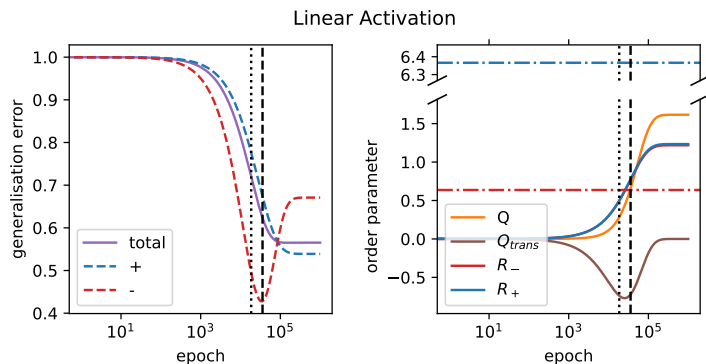 Linear Activation
generalisation error
1.0
0.9
0.8
0.7
0.6
0.5
0.4
total
+
-
10¹
10³
10⁵
epoch
order parameter
6.4
6.3
1.5
1.0
0.5
0.0
−0.5
Q
Q_trans
R_−
R_+
10¹
10³
10⁵
epoch